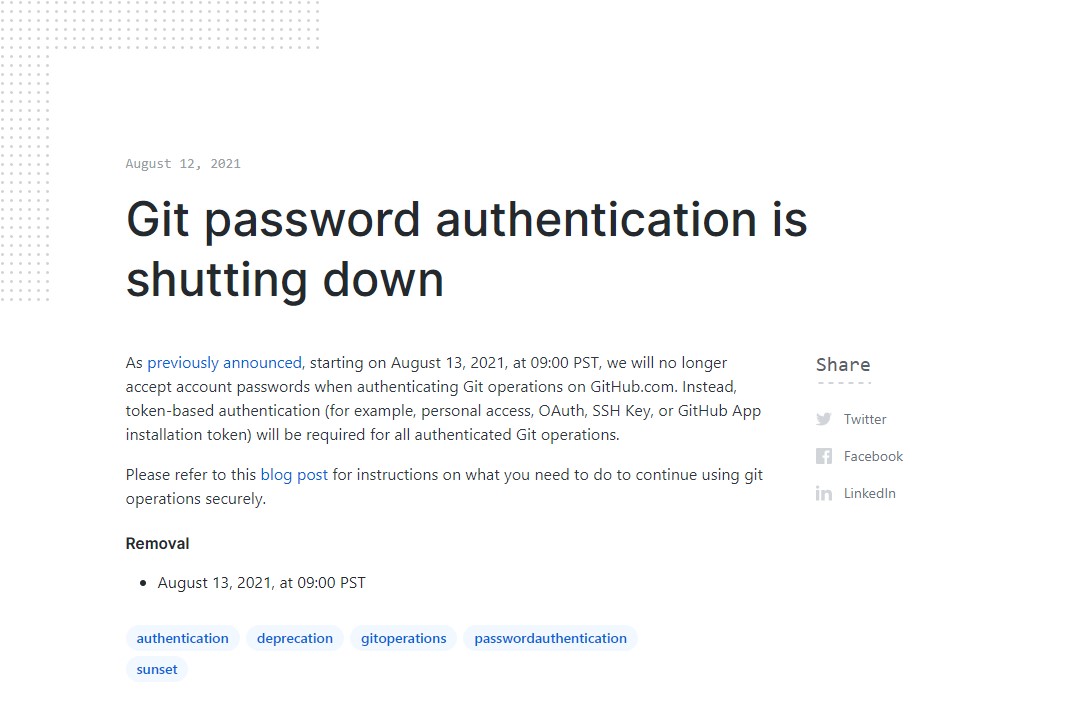 August 12, 2021
Git password authentication is
shutting down
As previously announced, starting on August 13, 2021, at 09:00 PST, we will no longer
accept account passwords when authenticating Git operations on GitHub.com. Instead,
token-based authentication (for example, personal access, OAuth, SSH Key, or GitHub App
installation token) will be required for all authenticated Git operations.
Please refer to this blog post for instructions on what you need to do to continue using git
operations securely.
Removal
• August 13, 2021, at 09:00 PST
authentication deprecation gitoperations passwordauthentication
sunset
Share
Twitter
Facebook
LinkedIn